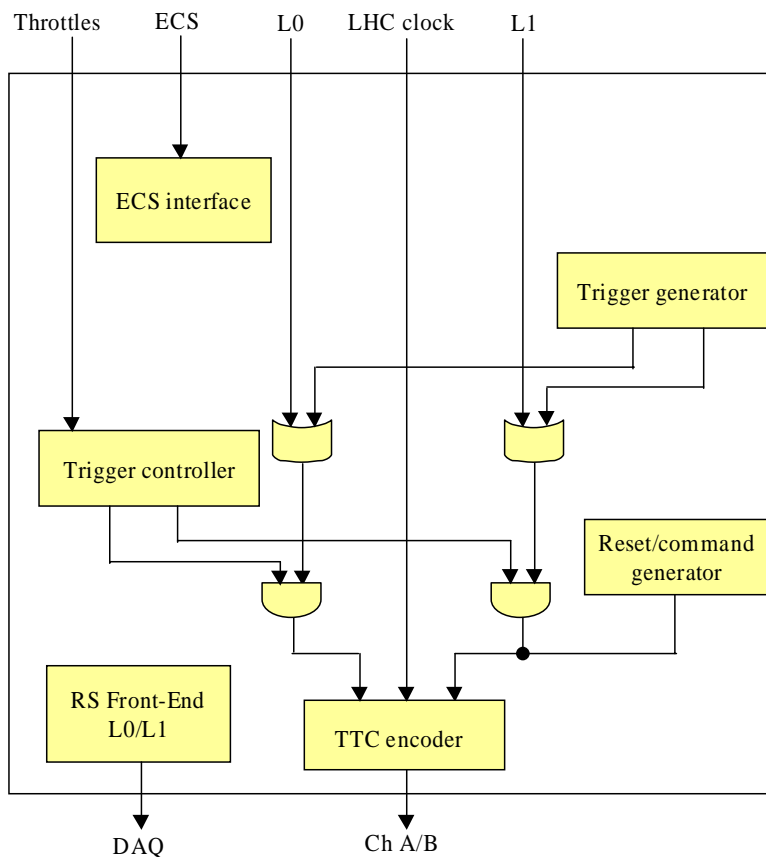 Throttles
ECS
L0
LHC clock
L1
ECS interface
Trigger generator
Trigger controller
Reset/command
generator
RS Front-End
L0/L1
TTC encoder
DAQ
Ch A/B